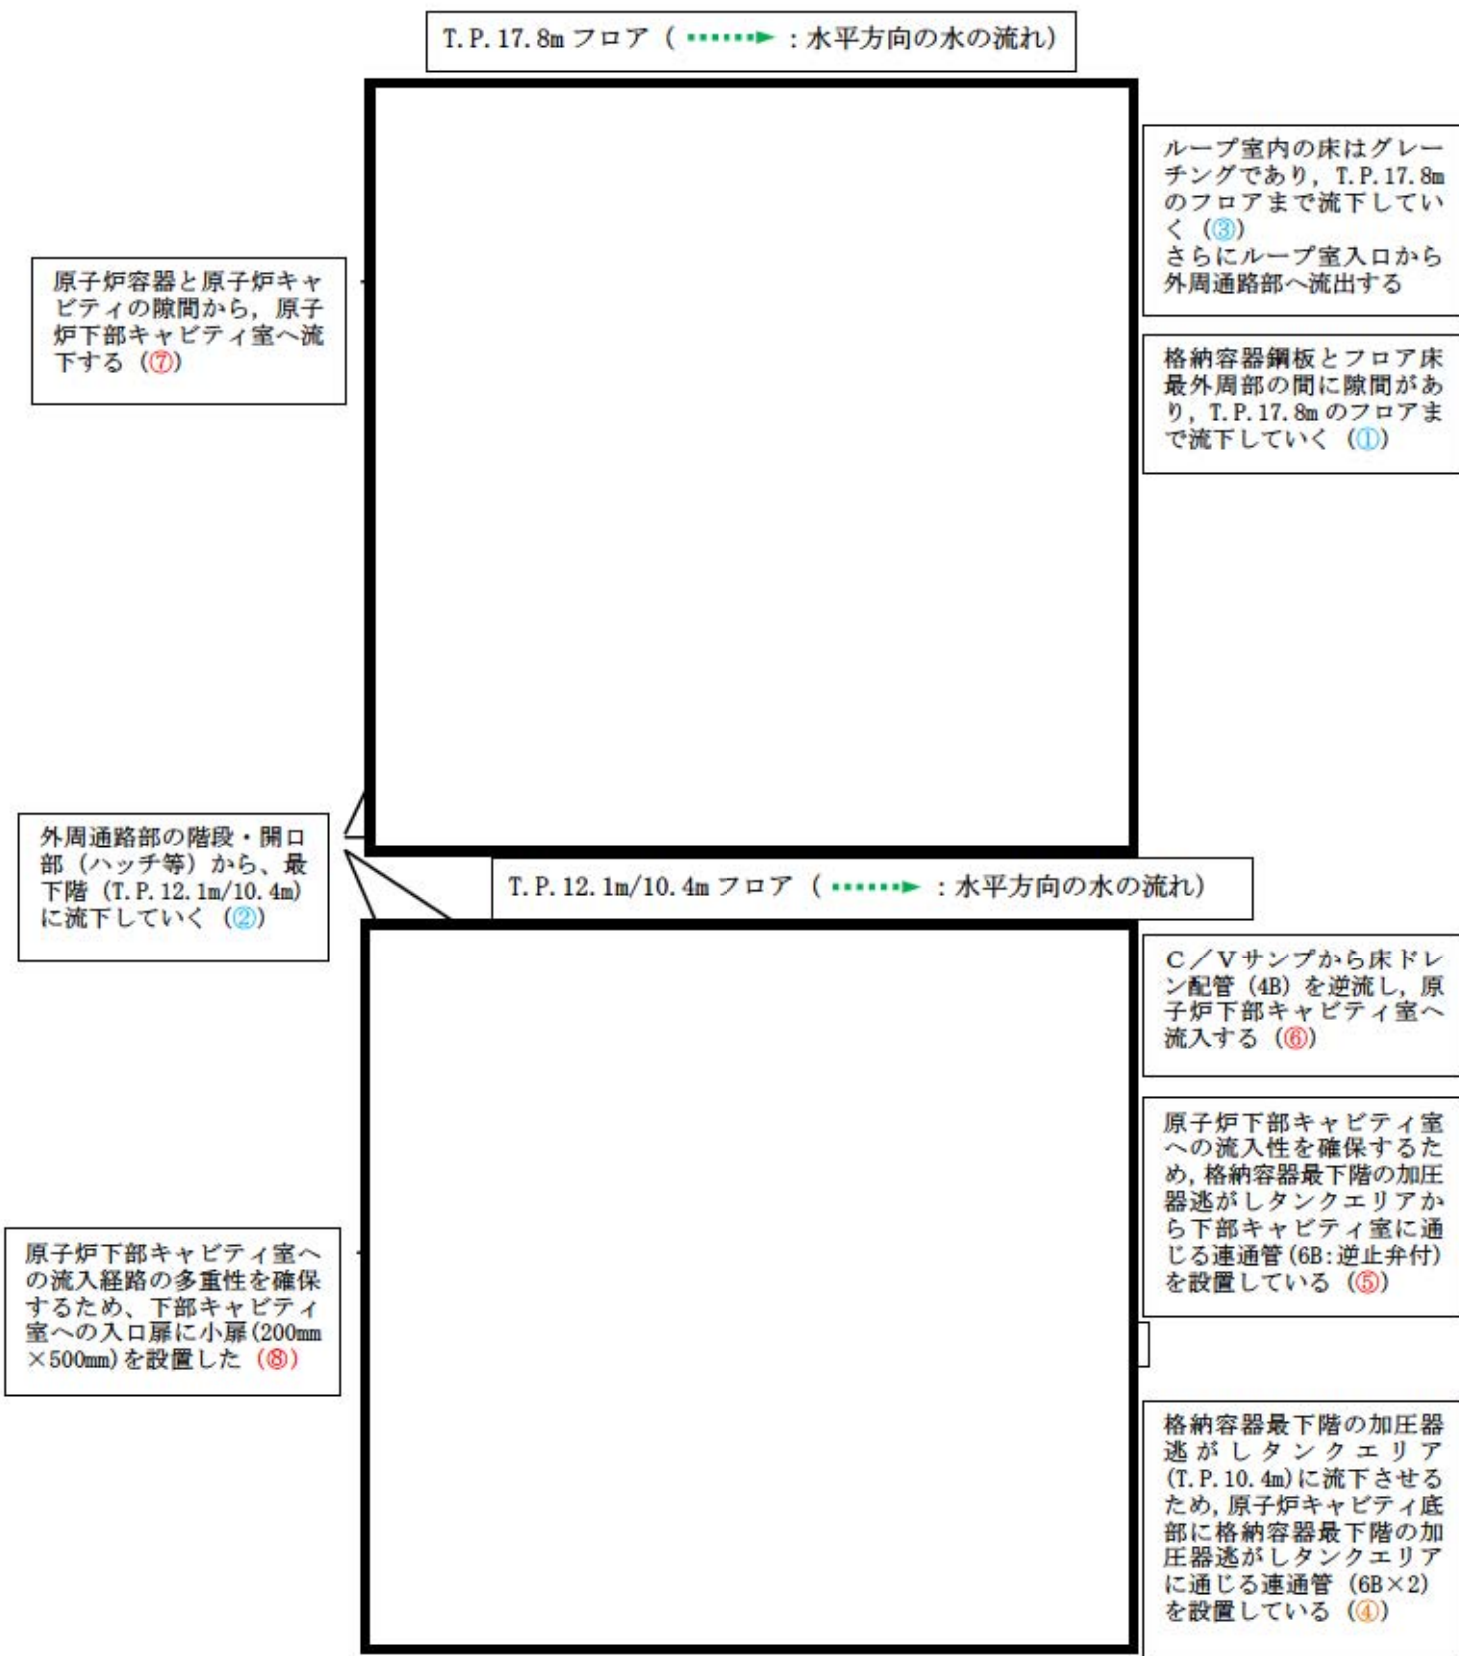 T.P.17.8m フロア ( : 水平方向の水の流れ)
ループ室内の床はグレー
チングであり，T.P.17.8m
のフロアまで流下してい
く（③）
さらにループ室入口から
外周通路部へ流出する
原子炉容器と原子炉キャ
ビティの隙間から，原子
炉下部キャビティ室へ流
下する（⑦）
格納容器鋼板とフロア床
最外周部の間に隙間があ
り，T.P.17.8m のフロアま
で流下していく（①）
外周通路部の階段・開口
部（ハッチ等）から、最
下階（T.P.12.1m/10.4m）
に流下していく（②）
T.P.12.1m/10.4m フロア ( : 水平方向の水の流れ)
Ｃ／Ｖサンプから床ドレ
ン配管（4B）を逆流し，原
子炉下部キャビティ室へ
流入する（⑥）
原子炉下部キャビティ室
への流入性を確保するた
め，格納容器最下階の加圧
器逃がしタンクエリアか
ら下部キャビティ室に通
じる連通管(6B:逆止弁付)
を設置している（⑤）
原子炉下部キャビティ室へ
の流入経路の多重性を確保
するため、下部キャビティ
室への入口扉に小扉(200mm
×500mm)を設置した（⑧）
格納容器最下階の加圧器
逃がしタンクエリア
(T.P.10.4m)に流下させる
ため，原子炉キャビティ底
部に格納容器最下階の加
圧器逃がしタンクエリア
に通じる連通管（6B×2）
を設置している（④）